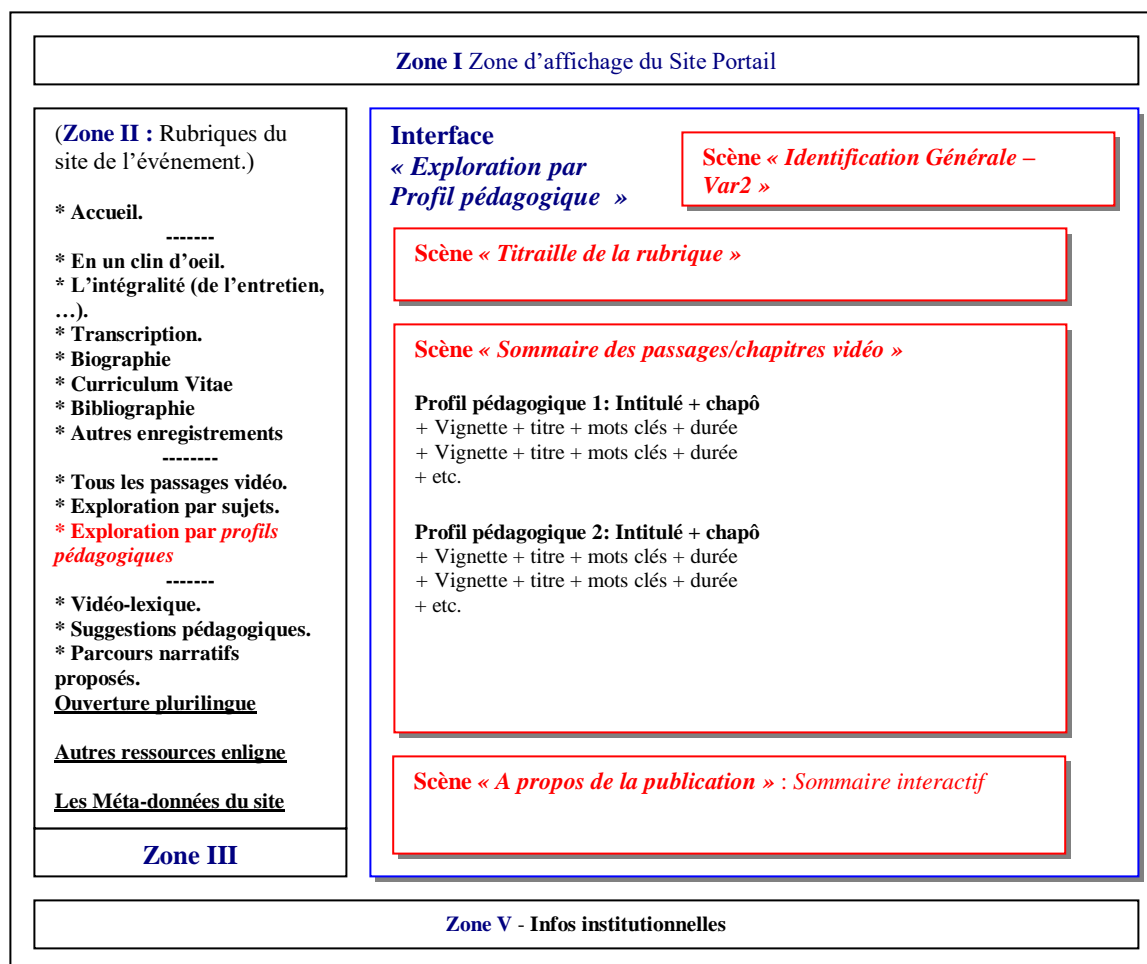 Zone I Zone d’affichage du Site Portail
(Zone II : Rubriques du
site de l’événement.)
* Accueil.
-------
* En un clin d’oeil.
* L’intégralité (de l’entretien,
…).
* Transcription.
* Biographie
* Curriculum Vitae
* Bibliographie
* Autres enregistrements
--------
* Tous les passages vidéo.
* Exploration par sujets.
* Exploration par profils
pédagogiques
-------
* Vidéo-lexique.
* Suggestions pédagogiques.
* Parcours narratifs
proposés.
Ouverture plurilingue
Autres ressources enligne
Les Méta-données du site
Zone III
Interface
« Exploration par
Profil pédagogique »
Scène « Identification Générale –
Var2 »
Scène « Titraille de la rubrique »
Scène « Sommaire des passages/chapitres vidéo »
Profil pédagogique 1: Intitulé + chapô
+ Vignette + titre + mots clés + durée
+ Vignette + titre + mots clés + durée
+ etc.
Profil pédagogique 2: Intitulé + chapô
+ Vignette + titre + mots clés + durée
+ Vignette + titre + mots clés + durée
+ etc.
Scène « A propos de la publication » : Sommaire interactif
Zone V - Infos institutionnelles